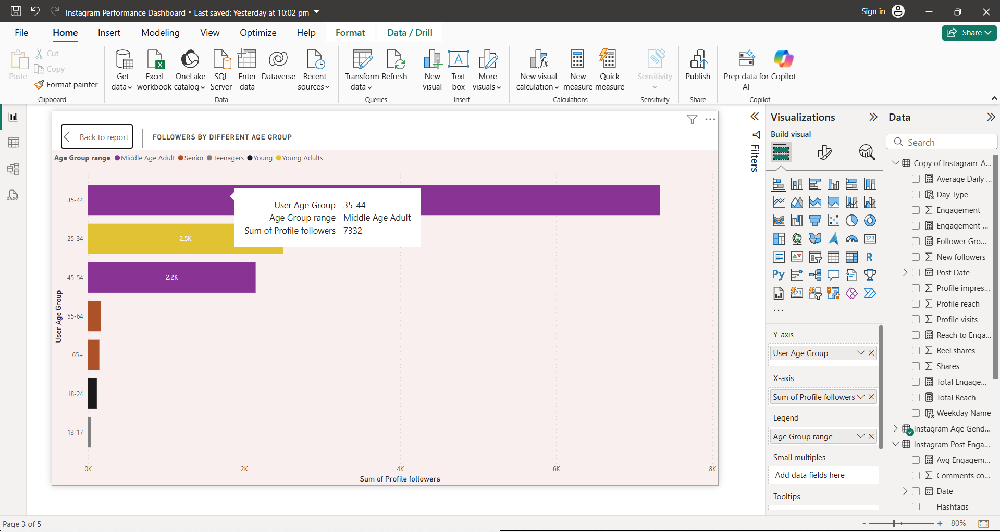 Instagram Performance Dashboard • Last saved: Yesterday at 10:02 pm
Sign in
File Home Insert Modeling View Optimize Help Format Data / Drill
Share
Paste
Cut
Copy
Format painter
Clipboard
Get data
Excel workbook
OneLake catalog
SQL Server
Enter data
Dataverse
Recent sources
Data
Transform data
Refresh
Queries
New visual
Text box
More visuals
Insert
New visual calculation
New measure
Quick measure
Calculations
Sensitivity
Sensitivity
Publish
Share
Prep data for AI
Copilot
Copilot
Back to report
FOLLOWERS BY DIFFERENT AGE GROUP
Age Group range Middle Age Adult Senior Teenagers Young Young Adults
User Age Group
35-44
25-34
2.5K
45-54
2.2K
55-64
65+
18-24
13-17
User Age Group 35-44
Age Group range Middle Age Adult
Sum of Profile followers 7332
0K 2K 4K 6K 8K
Sum of Profile followers
Filters
Visualizations
Build visual
123
R
Py
123
...
Y-axis
User Age Group
X-axis
Sum of Profile followers
Legend
Age Group range
Small multiples
Add data fields here
Tooltips
Data
Search
Copy of Instagram_A...
Average Daily ...
Day Type
Engagement
Engagement ...
Follower Gro...
New followers
Post Date
Profile impres...
Profile reach
Profile visits
Reach to Enga...
Reel shares
Shares
Total Engage...
Total Reach
Weekday Name
Instagram Age Gend...
Instagram Post Enga...
Avg Engagem...
Comments co...
Date
Hashtags
DAX
Page 3 of 5
- + 80%